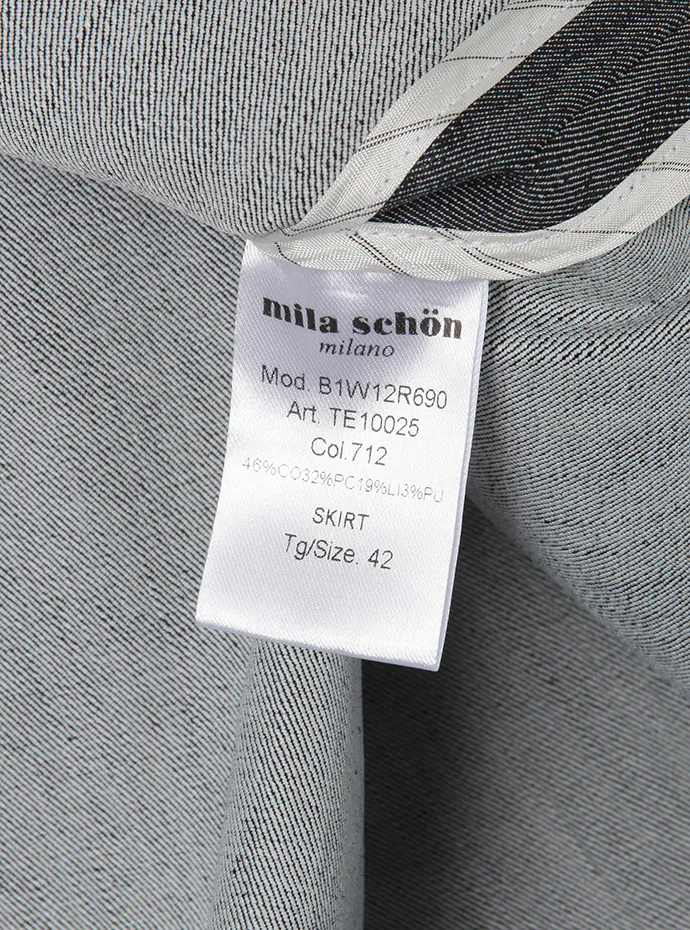 mila schön
milano
Mod. B1W12R690
Art. TE10025
Col.712
46%CO32%PC19%LI3%PU
SKIRT
Tg/Size. 42